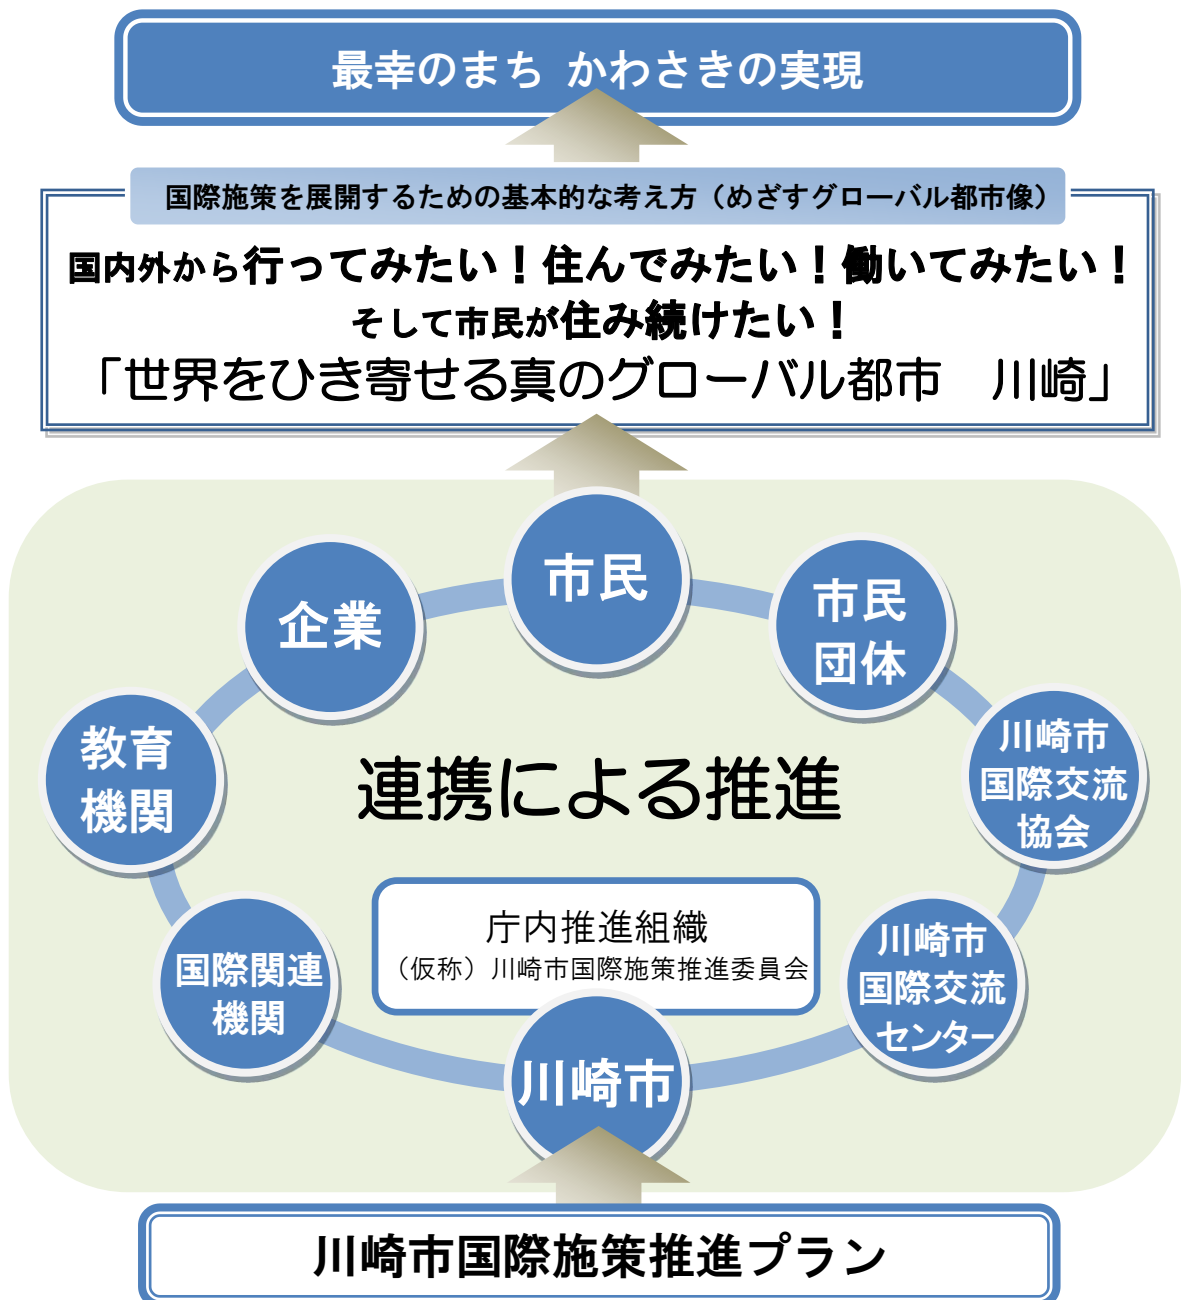 最幸のまち かわさきの実現
国際施策を展開するための基本的な考え方（めざすグローバル都市像）
国内外から行ってみたい！住んでみたい！働いてみたい！
そして市民が住み続けたい！
「世界をひき寄せる真のグローバル都市　川崎」
市民
企業
市民
団体
教育
機関
川崎市
国際交流
協会
連携による推進
庁内推進組織
（仮称）川崎市国際施策推進委員会
国際関連
機関
川崎市
国際交流
センター
川崎市
川崎市国際施策推進プラン